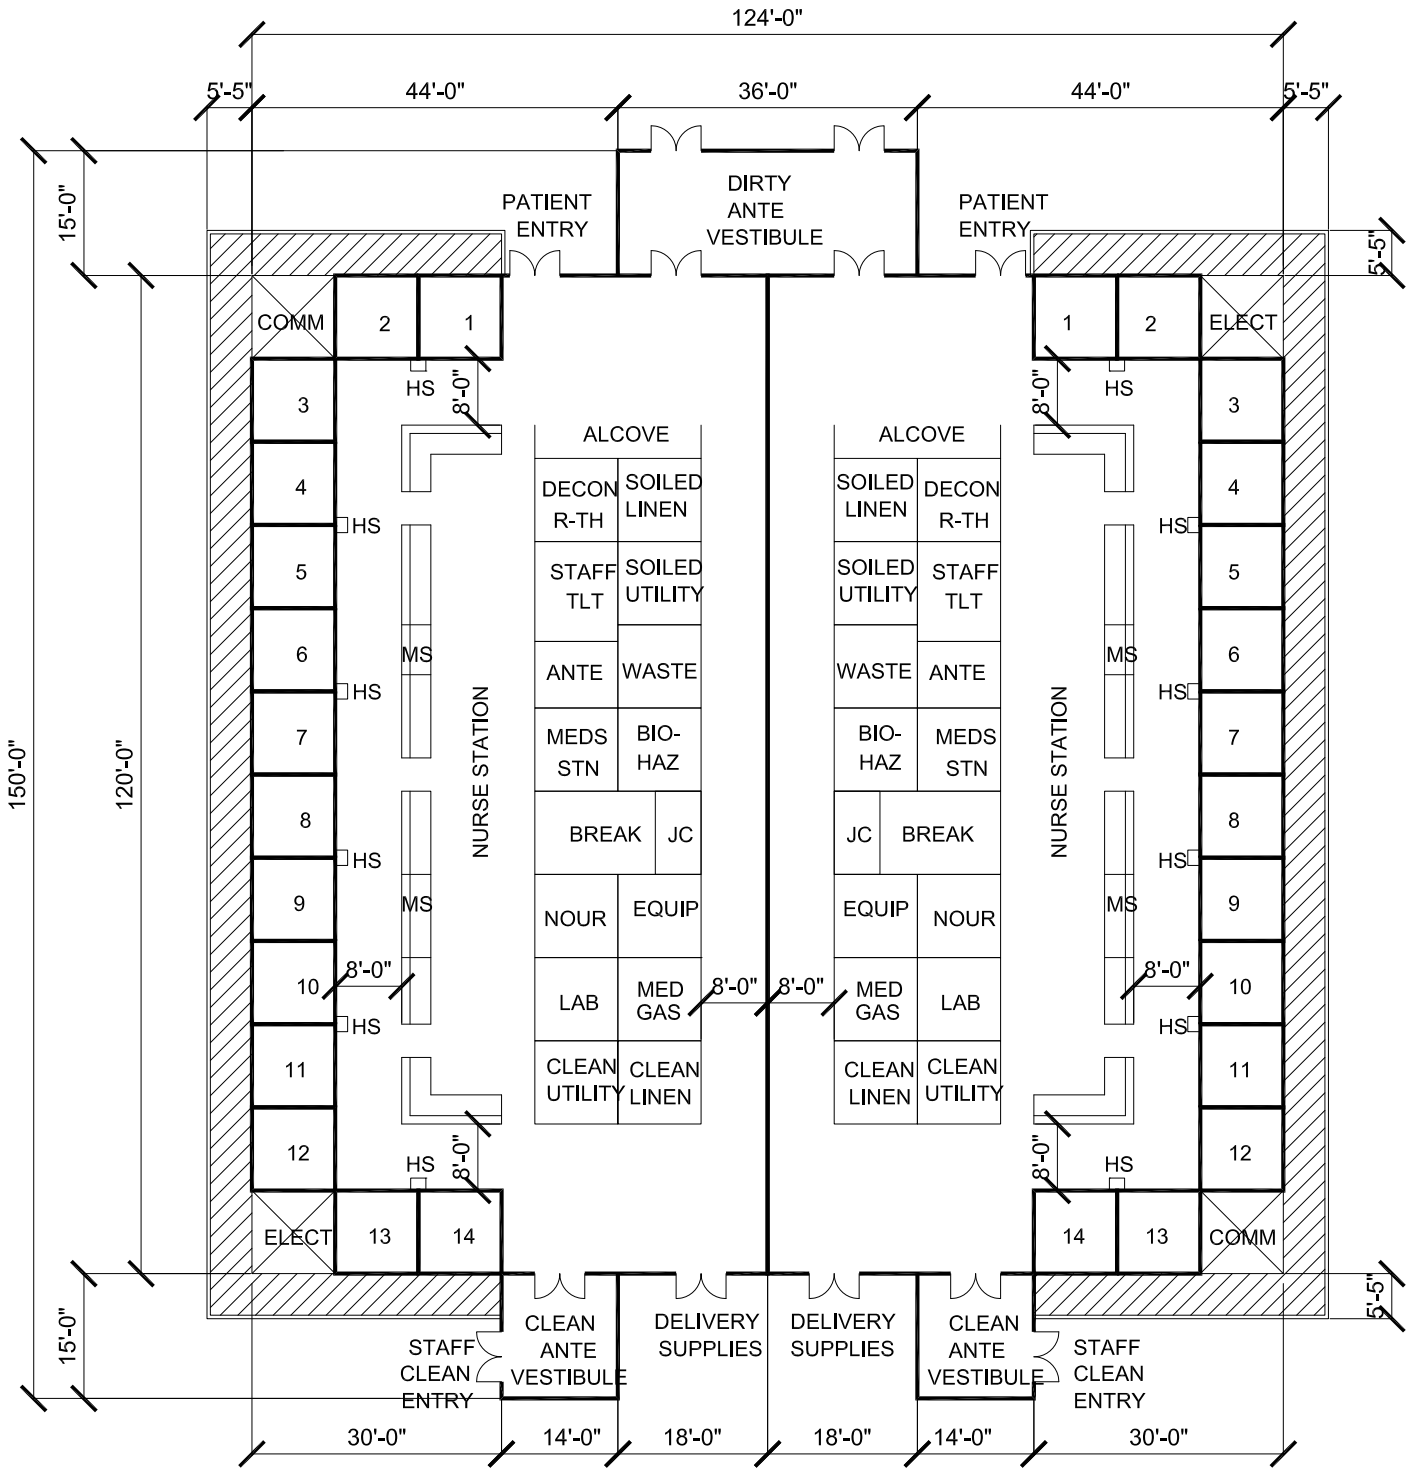 124'-0"
5'-5" 44'-0" 36'-0" 44'-0" 5'-5"
15'-0"
PATIENT
ENTRY
DIRTY
ANTE
VESTIBULE
PATIENT
ENTRY
5'-5"
COMM 2 1
1 2 ELECT
HS 8'-0"
8'-0" HS
3
3
ALCOVE
ALCOVE
4
DECON
R-TH
SOILED
LINEN
SOILED
LINEN
DECON
R-TH
4
HS
HS
5
STAFF
TLT
SOILED
UTILITY
SOILED
UTILITY
STAFF
TLT
5
6 MS
ANTE WASTE
WASTE ANTE
MS 6
HS
HS
150'-0"
120'-0"
7
NURSE STATION
MEDS
STN
BIO-
HAZ
BIO-
HAZ
MEDS
STN
NURSE STATION
7
8
BREAK JC
JC BREAK
8
HS
HS
9 MS
NOUR EQUIP
EQUIP NOUR
MS 9
10 8'-0"
LAB
MED
GAS
8'-0" 8'-0"
MED
GAS
LAB
8'-0" 10
HS
HS
11
CLEAN
UTILITY
CLEAN
LINEN
CLEAN
LINEN
CLEAN
UTILITY
11
12
HS 8'-0"
8'-0" HS
12
ELECT 13 14
14 13 COMM
15'-0"
STAFF
CLEAN
ENTRY
CLEAN
ANTE
VESTIBULE
DELIVERY
SUPPLIES
DELIVERY
SUPPLIES
CLEAN
ANTE
VESTIBULE
STAFF
CLEAN
ENTRY
5'-5"
30'-0" 14'-0" 18'-0" 18'-0" 14'-0" 30'-0"